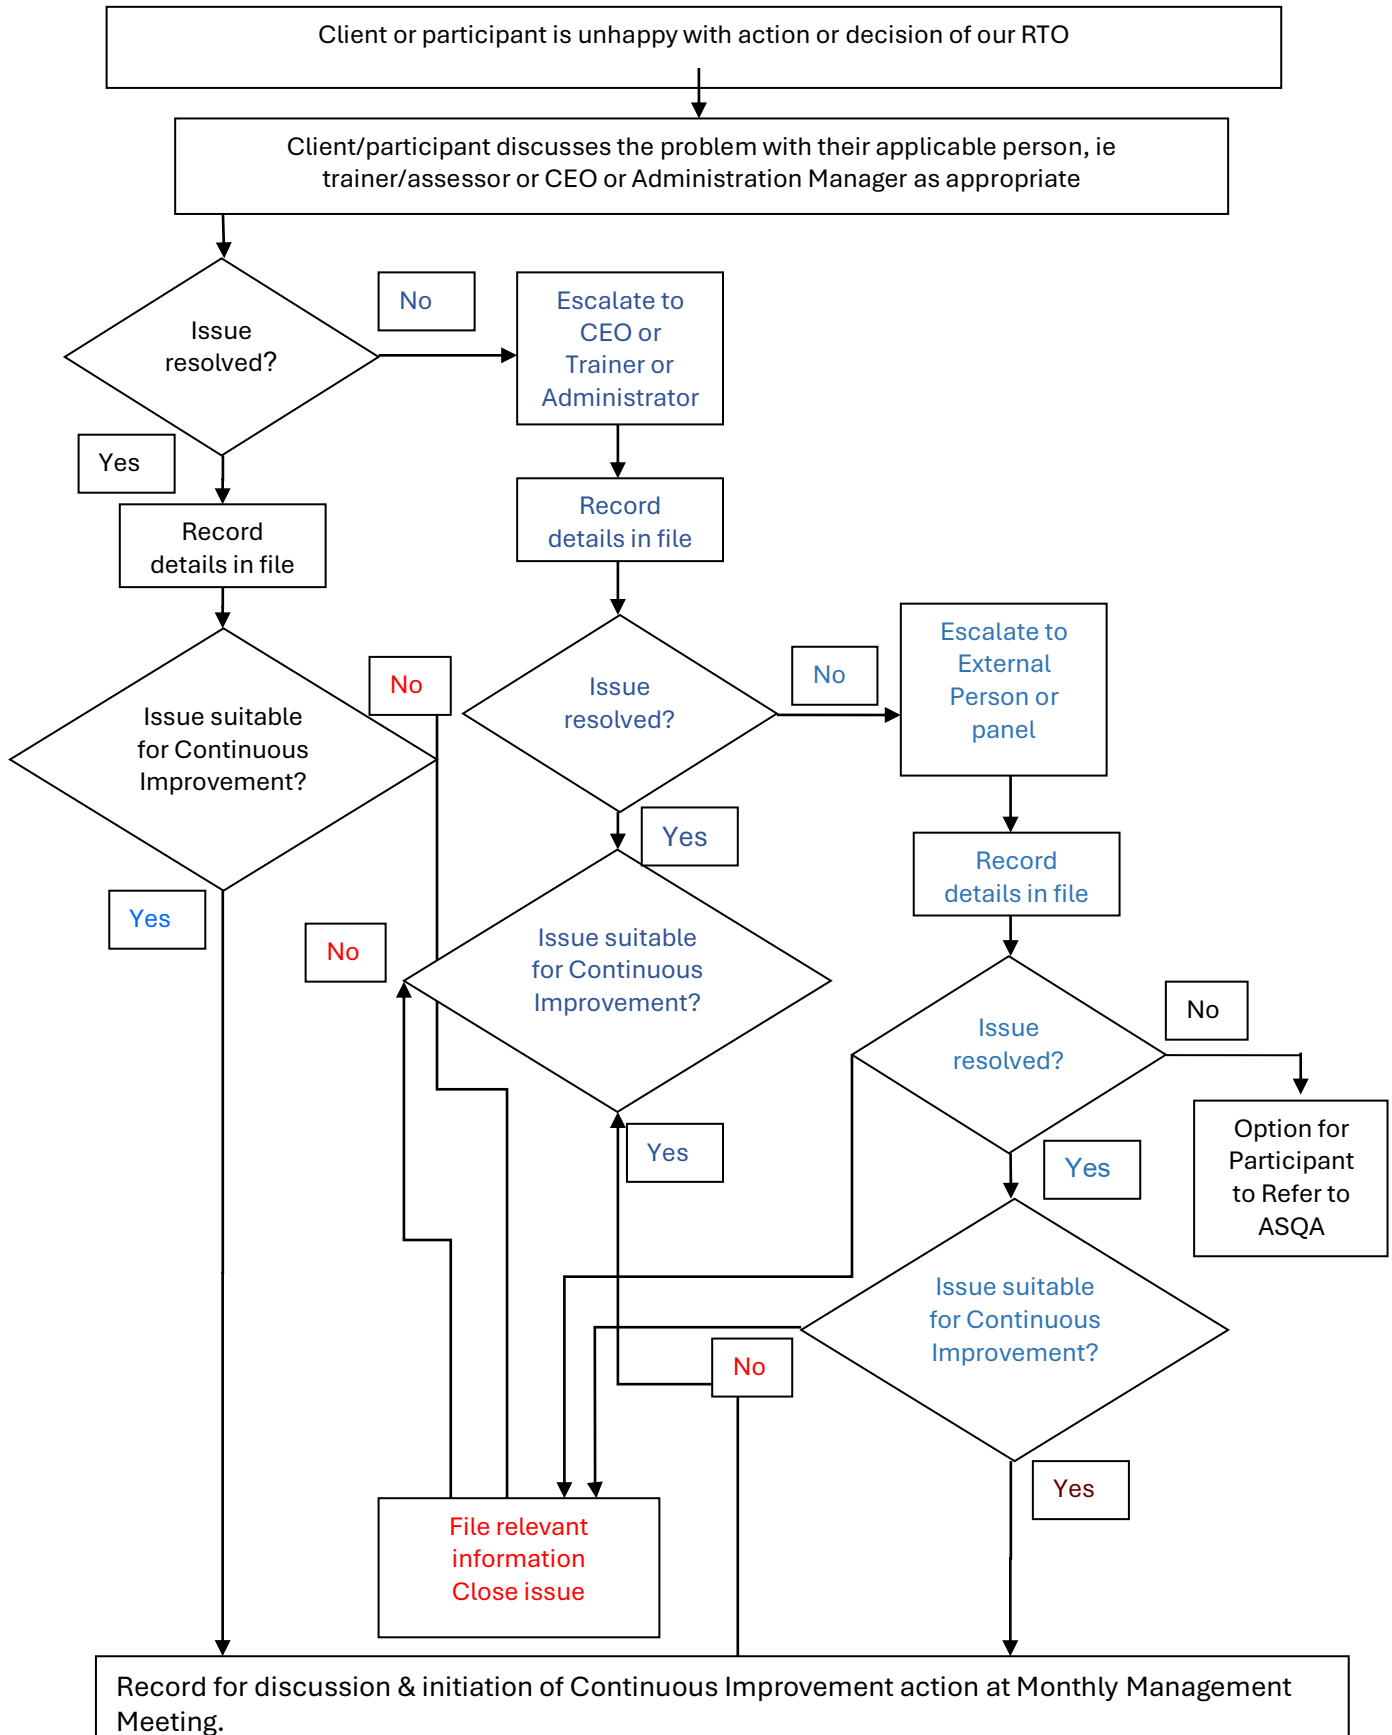 Client or participant is unhappy with action or decision of our RTO
Client/participant discusses the problem with their applicable person, ie
trainer/assessor or CEO or Administration Manager as appropriate
Issue
resolved?
No
Escalate to
CEO or
Trainer or
Administrator
Yes
Record
details in file
Record
details in file
Issue suitable
for Continuous
Improvement?
No
Issue
resolved?
No
Escalate to
External
Person or
panel
Yes
Record
details in file
Yes
No
Issue suitable
for Continuous
Improvement?
Issue
resolved?
No
Yes
Yes
Option for
Participant
to Refer to
ASQA
Issue suitable
for Continuous
Improvement?
No
Yes
File relevant
information
Close issue
Record for discussion & initiation of Continuous Improvement action at Monthly Management
Meeting.